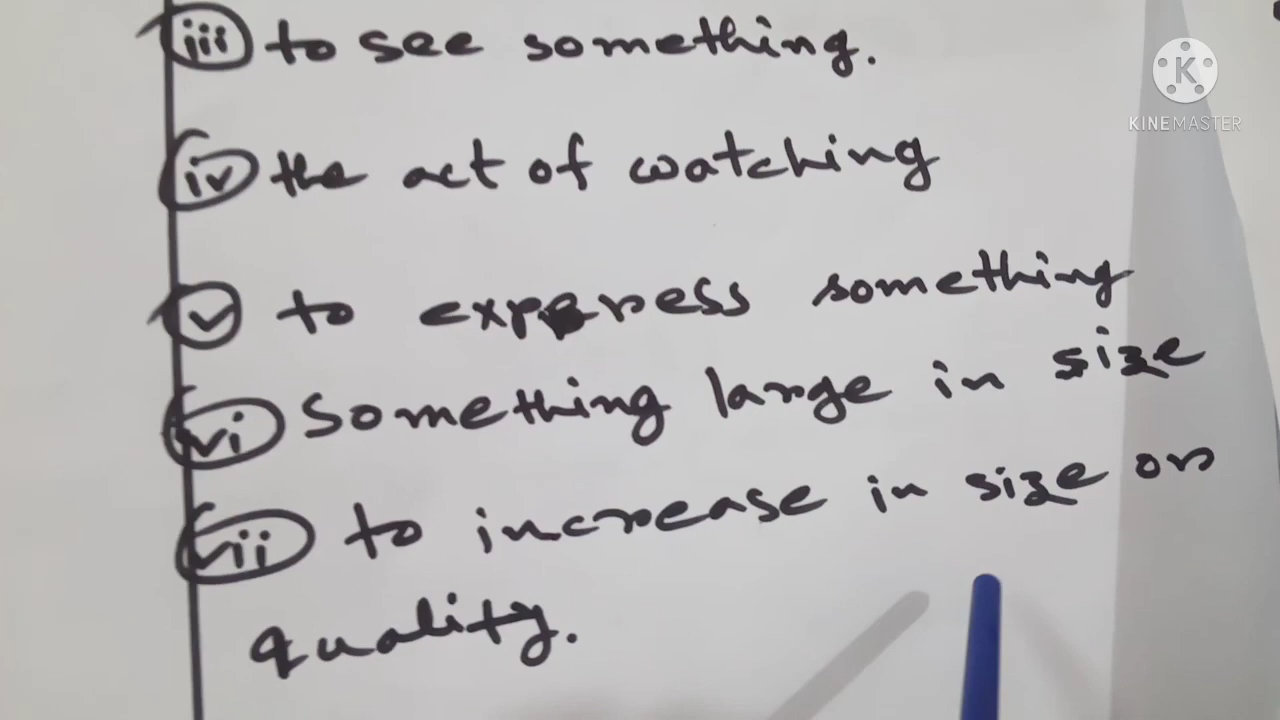 iii to see something.
K
KINEMASTER
iv the act of watching
v to express something
vi Something large in size
vii to increase in size or
quality.